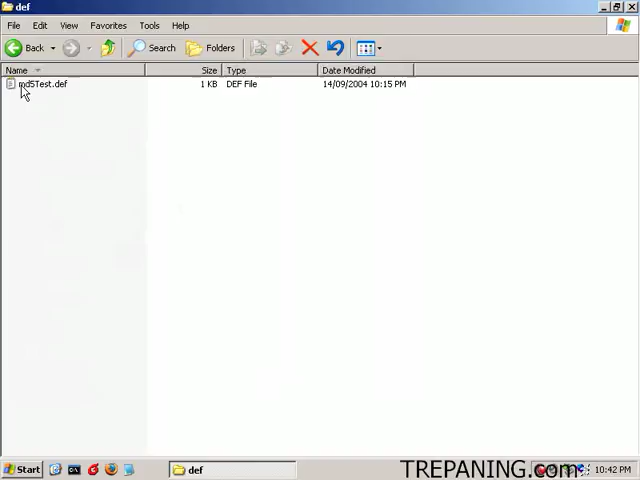 def
File Edit View Favorites Tools Help
Back Search Folders
Name Size Type Date Modified
md5Test.def 1 KB DEF File 14/09/2004 10:15 PM
Start def TREPANING.com 10:42 PM